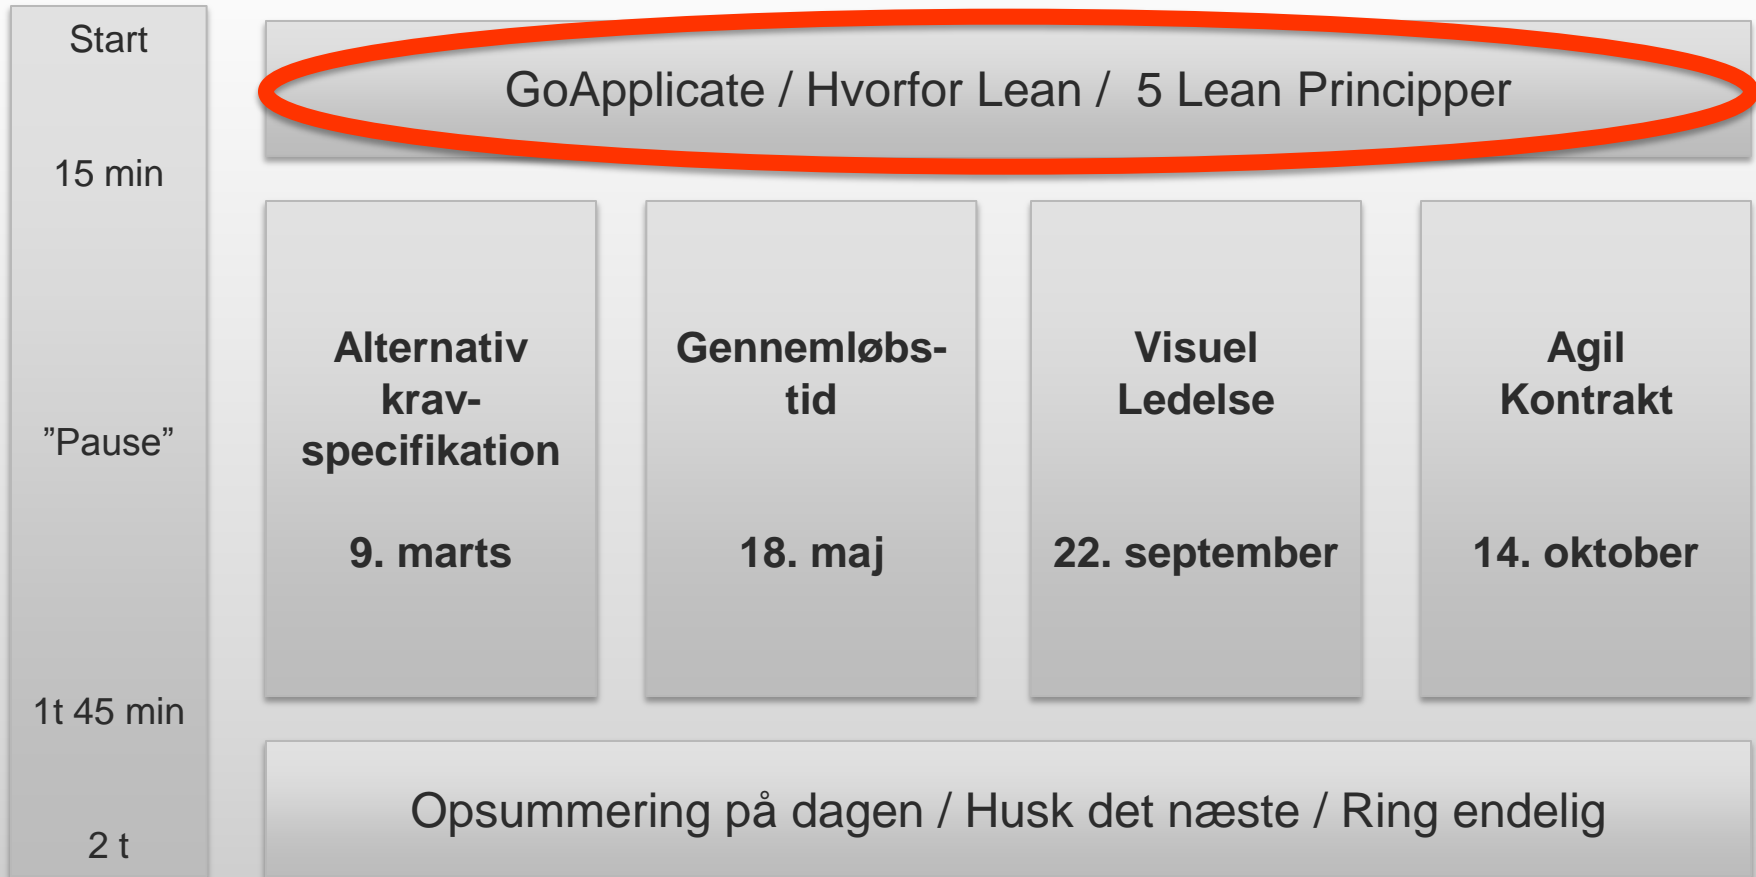 Start
GoApplicate / Hvorfor Lean /  5 Lean Principper
15 min
Alternativ
krav-
specifikation
9. marts
Gennemløbs-
tid
18. maj
Visuel
Ledelse
22. september
Agil
Kontrakt
14. oktober
”Pause”
1t 45 min
Opsummering på dagen / Husk det næste / Ring endelig
2 t